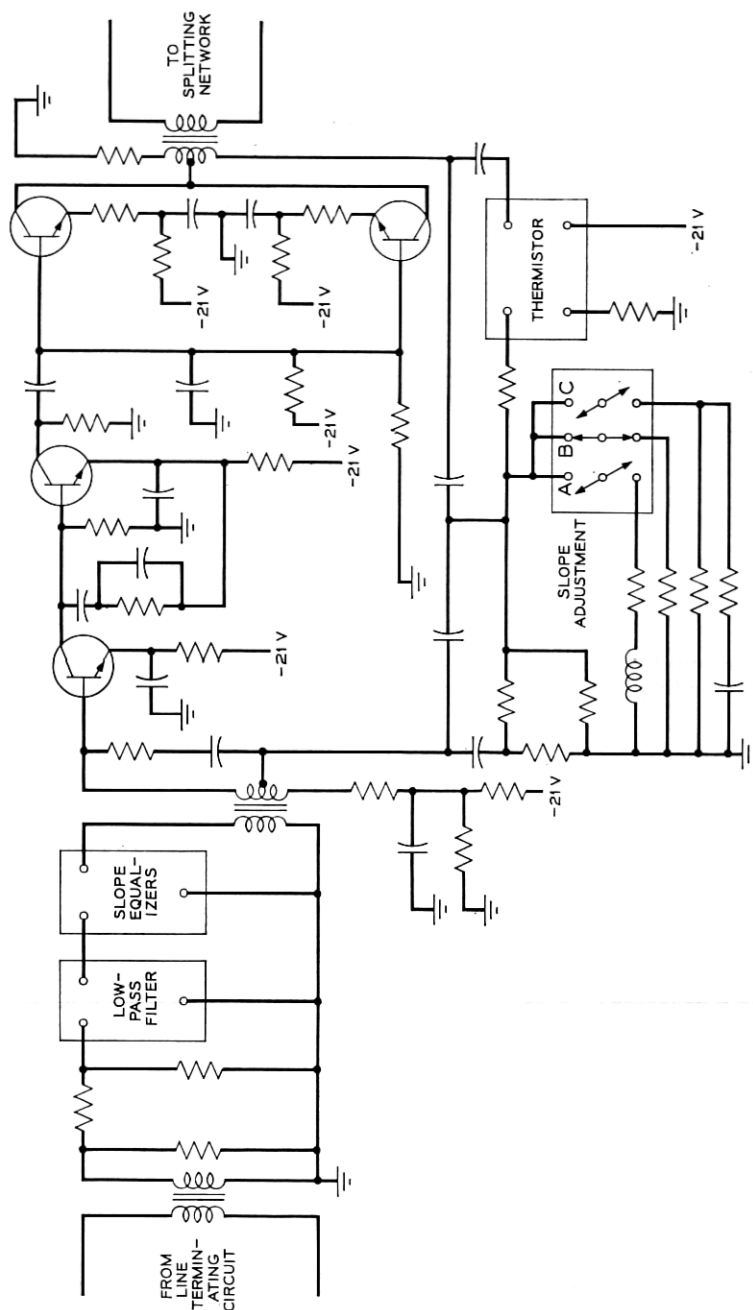 FROM
LINE
TERMIN-
ATING
CIRCUIT
LOW-
PASS
FILTER
SLOPE
EQUAL-
IZERS
-21 V
-21 V
-21 V
-21 V
-21 V
-21 V
TO
SPLITTING
NETWORK
SLOPE
ADJUSTMENT
A
B
C
THERMISTOR
-21 V